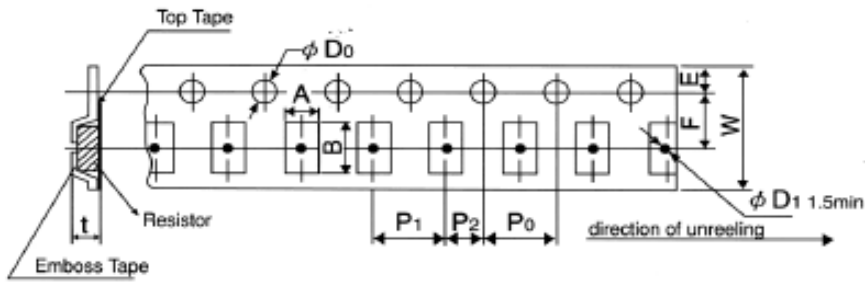 Top Tape
φ D0
A
B
E
F
W
t
Resistor
P1
P2
P0
φ D1 1.5min
direction of unreeling
Emboss Tape